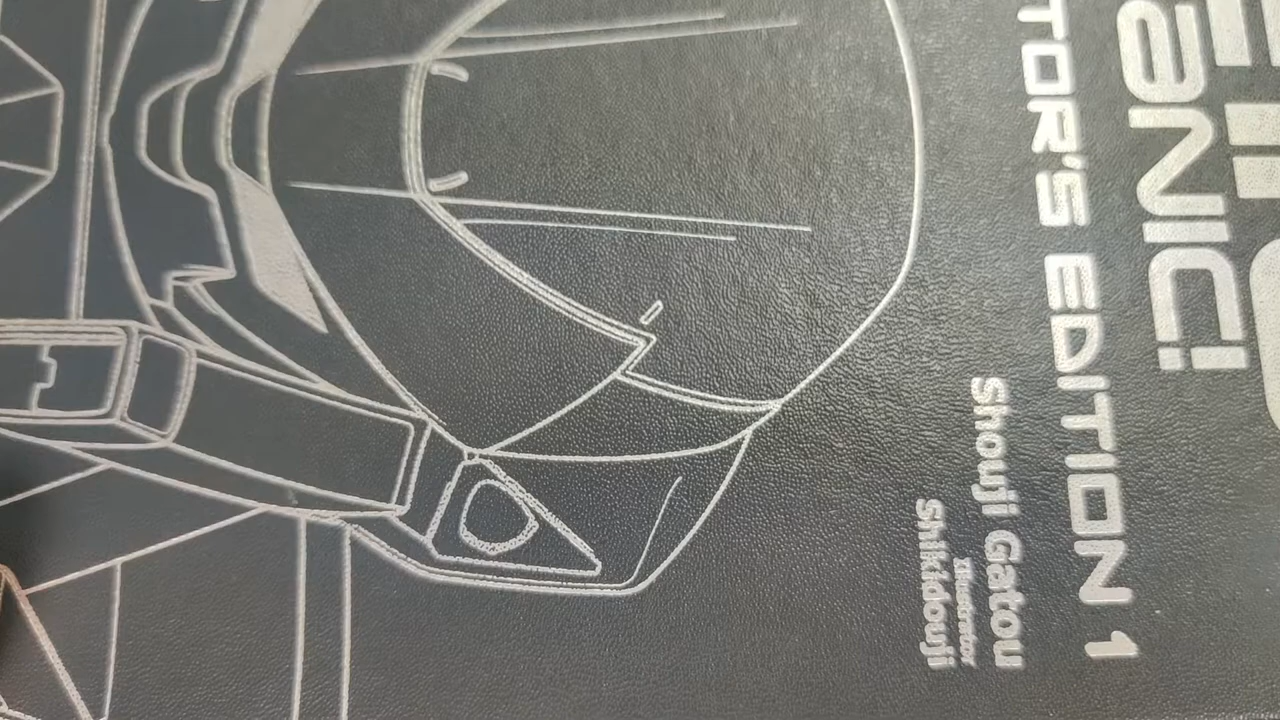 aNIC!
TOR'S EDITION 1
Shouji Gatou
Illustrator
Shikidouji